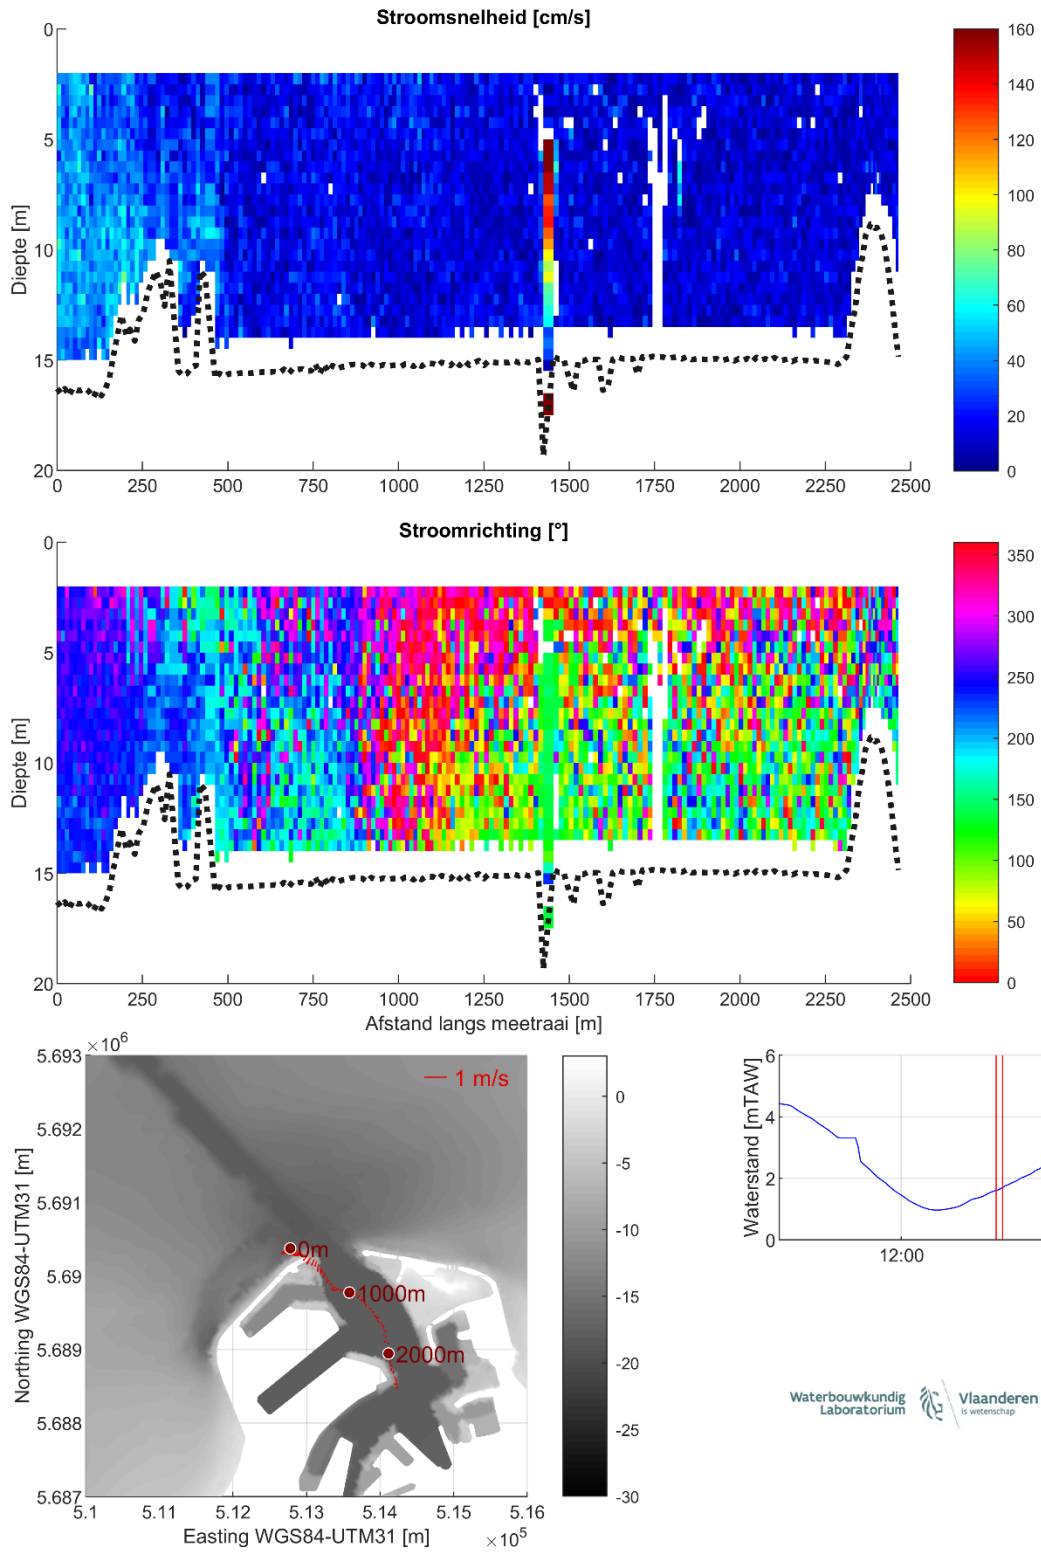 Stroomsnelheid [cm/s]
Diepte [m]
0
5
10
15
20
0 250 500 750 1000 1250 1500 1750 2000 2250 2500
160
140
120
100
80
60
40
20
0
Stroomrichting [°]
Diepte [m]
0
5
10
15
20
0 250 500 750 1000 1250 1500 1750 2000 2250 2500
Afstand langs meetraai [m]
350
300
250
200
150
100
50
0
×10⁶
Northing WGS84-UTM31 [m]
5.693
5.692
5.691
5.69
5.689
5.688
5.687
5.1 5.11 5.12 5.13 5.14 5.15 5.16
Easting WGS84-UTM31 [m]
×10⁵
1 m/s
0m
1000m
2000m
0
-5
-10
-15
-20
-25
-30
Waterstand [mTAW]
6
4
2
0
12:00
Waterbouwkundig
Laboratorium
Vlaanderen
is wetenschap